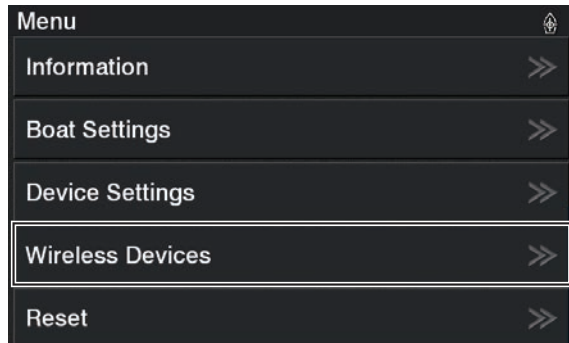 Menu
Information
Boat Settings
Device Settings
Wireless Devices
Reset